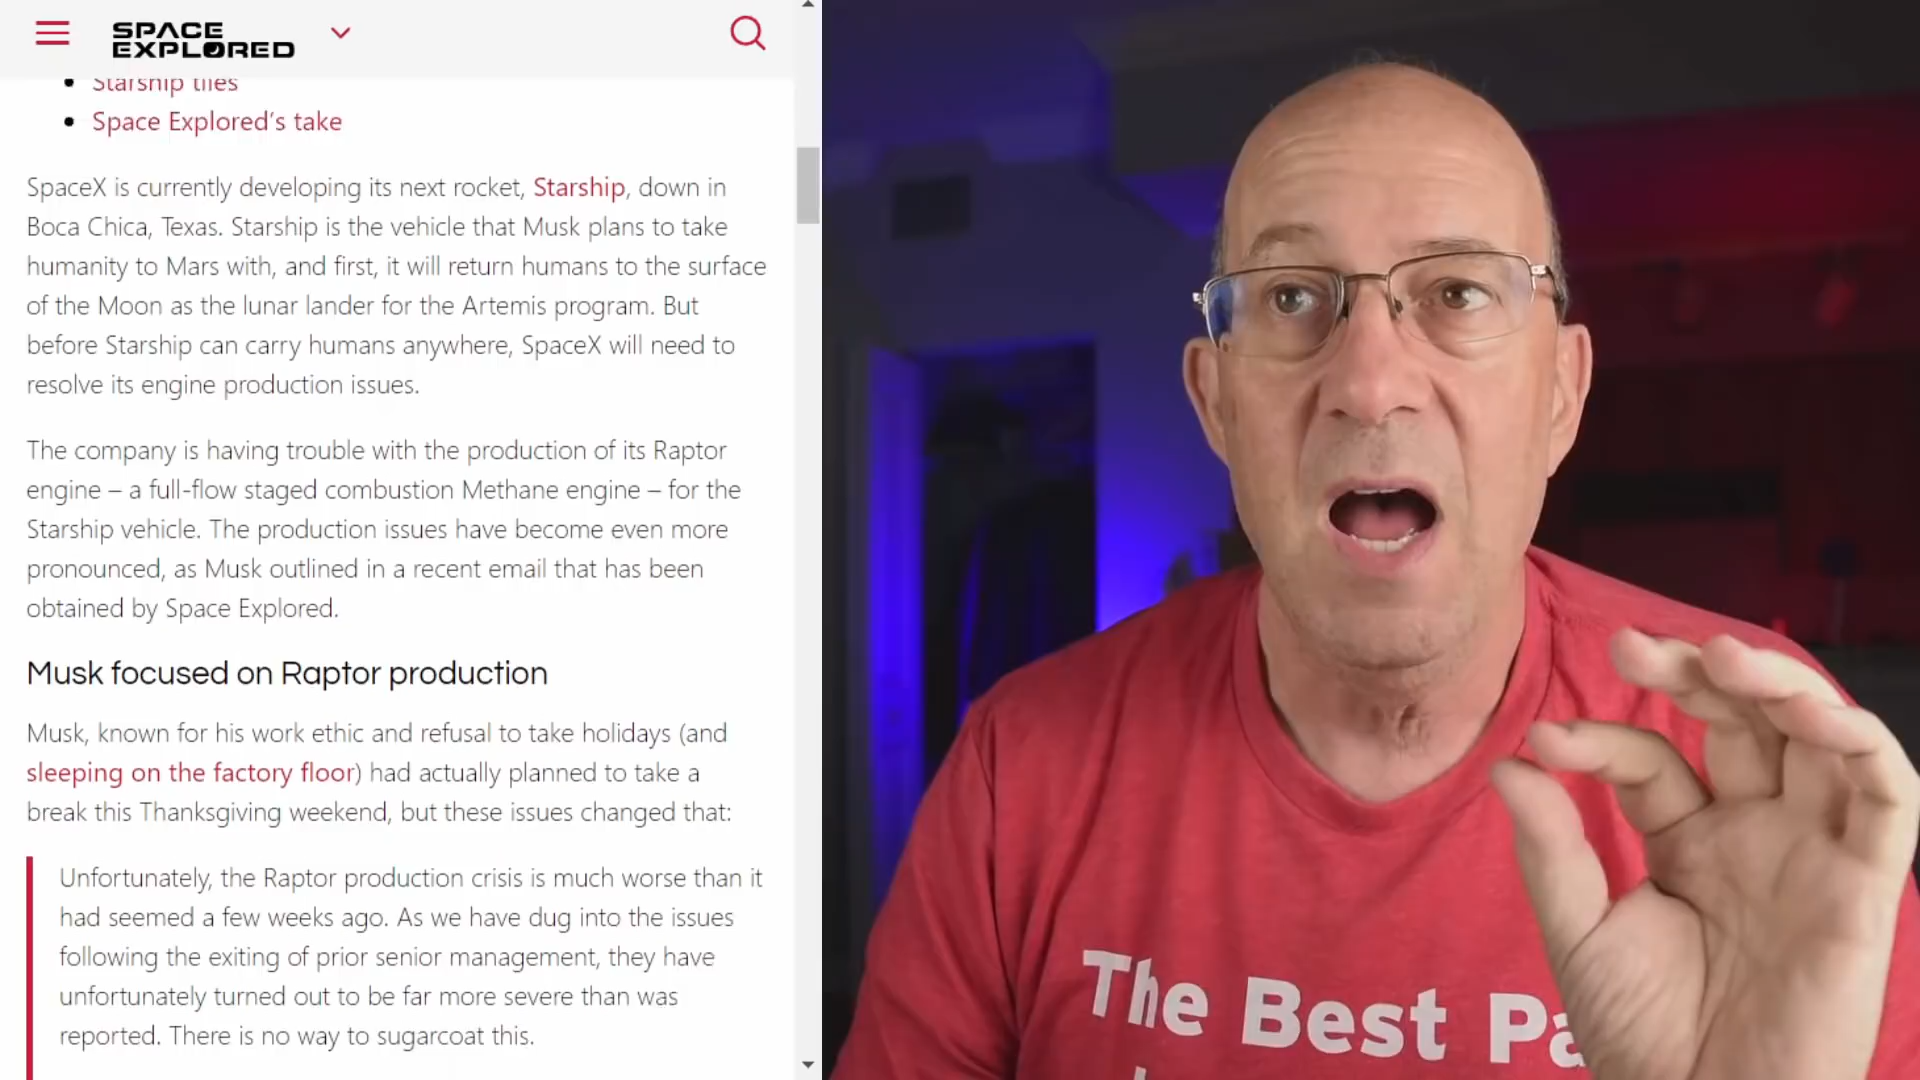 SPACE
EXPLORED
Starship tiles
Space Explored's take
SpaceX is currently developing its next rocket, Starship, down in
Boca Chica, Texas. Starship is the vehicle that Musk plans to take
humanity to Mars with, and first, it will return humans to the surface
of the Moon as the lunar lander for the Artemis program. But
before Starship can carry humans anywhere, SpaceX will need to
resolve its engine production issues.
The company is having trouble with the production of its Raptor
engine – a full-flow staged combustion Methane engine – for the
Starship vehicle. The production issues have become even more
pronounced, as Musk outlined in a recent email that has been
obtained by Space Explored.
Musk focused on Raptor production
Musk, known for his work ethic and refusal to take holidays (and
sleeping on the factory floor) had actually planned to take a
break this Thanksgiving weekend, but these issues changed that:
Unfortunately, the Raptor production crisis is much worse than it
had seemed a few weeks ago. As we have dug into the issues
following the exiting of prior senior management, they have
unfortunately turned out to be far more severe than was
reported. There is no way to sugarcoat this.
The Best Pa